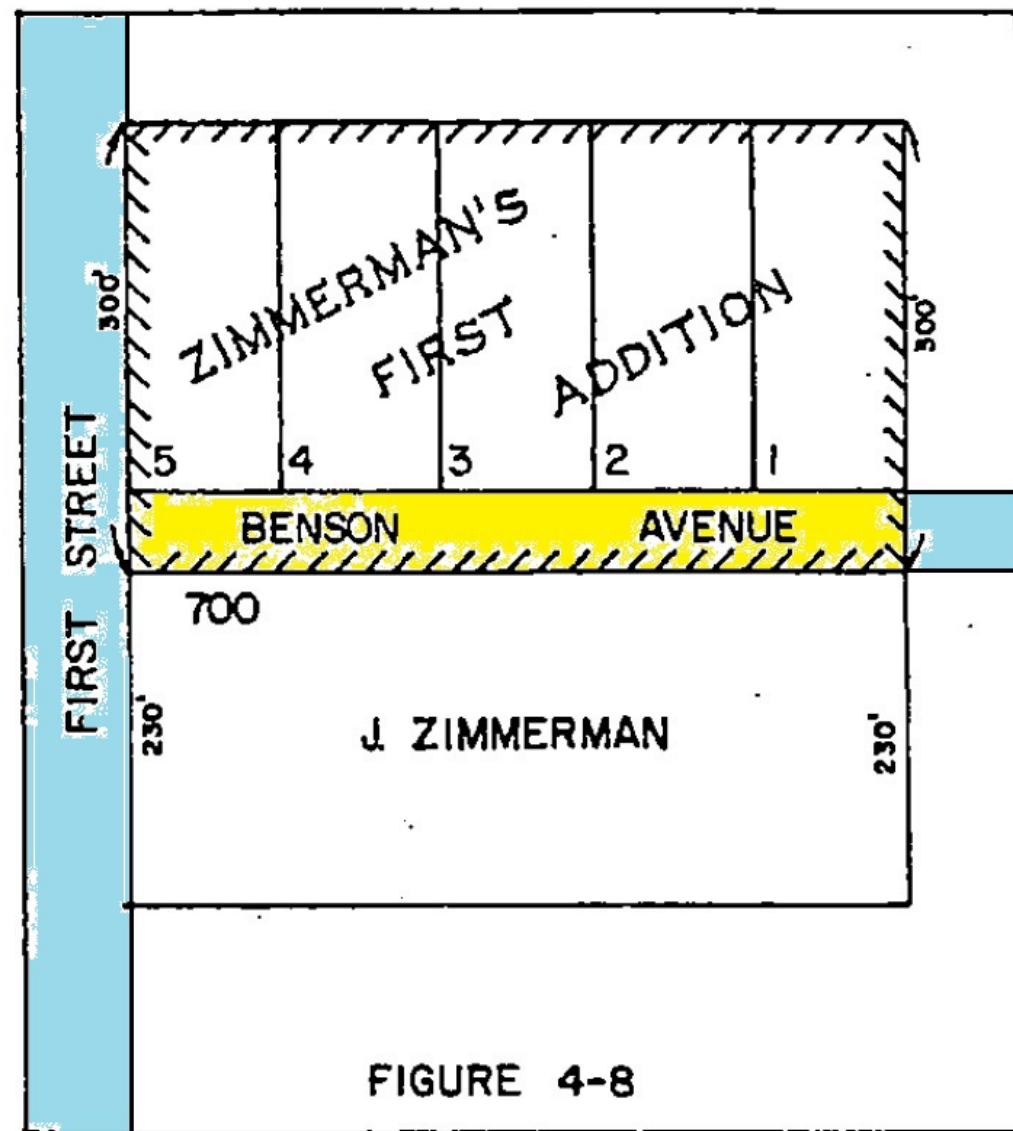 ZIMMERMAN'S
FIRST
ADDITION
300'
300'
5 4 3 2 1
BENSON AVENUE
FIRST STREET
700
230'
J. ZIMMERMAN
230'
FIGURE 4-8